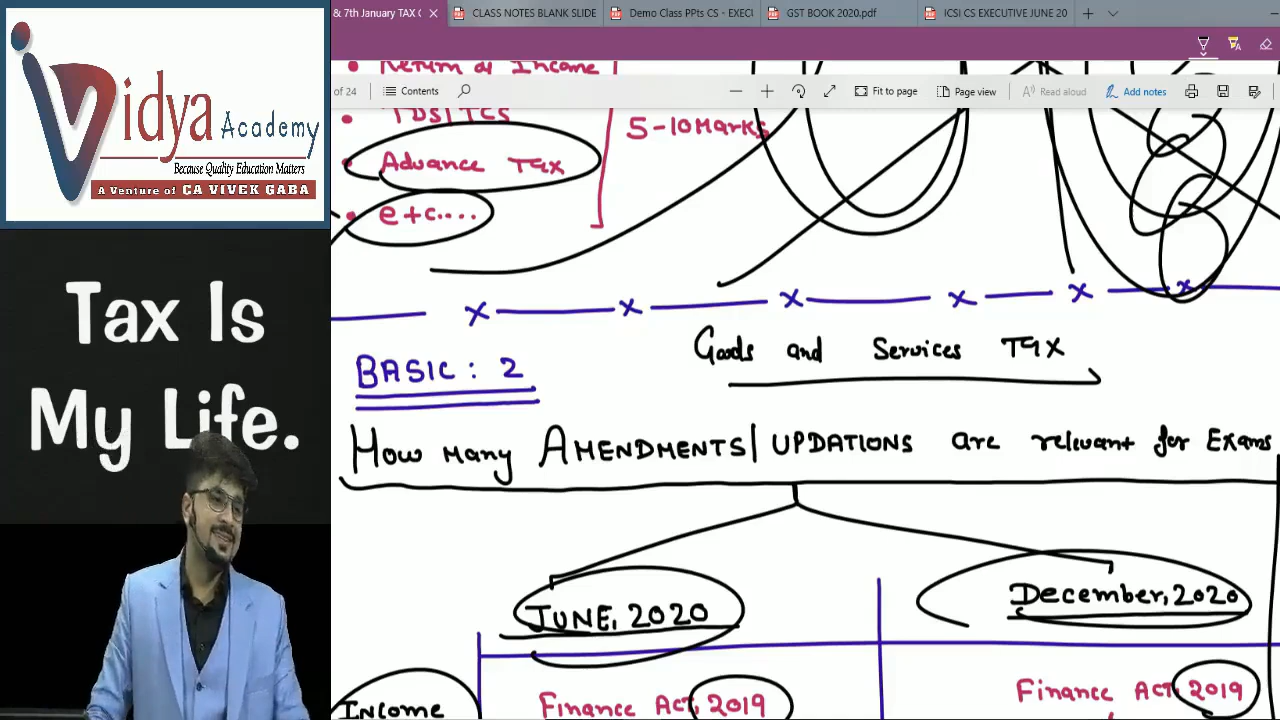 & 7th January TAX C
CLASS NOTES BLANK SLIDE
Demo Class PPts CS - EXECU
GST BOOK 2020.pdf
ICSI CS EXECUTIVE JUNE 20
of 24
Contents
Fit to page
Page view
Read aloud
Add notes
Vidya
Academy
Because Quality Education Matters
A Venture of CA VIVEK GABA
Tax Is
My Life.
Return of Income
TDS/TCS
Advance Tax
etc....
5-10 Marks
Goods and Services Tax
BASIC: 2
How many AMENDMENTS/UPDATIONS are relevant for Exams
JUNE, 2020
December, 2020
Income
Finance Act, 2019
Finance Act, 2019